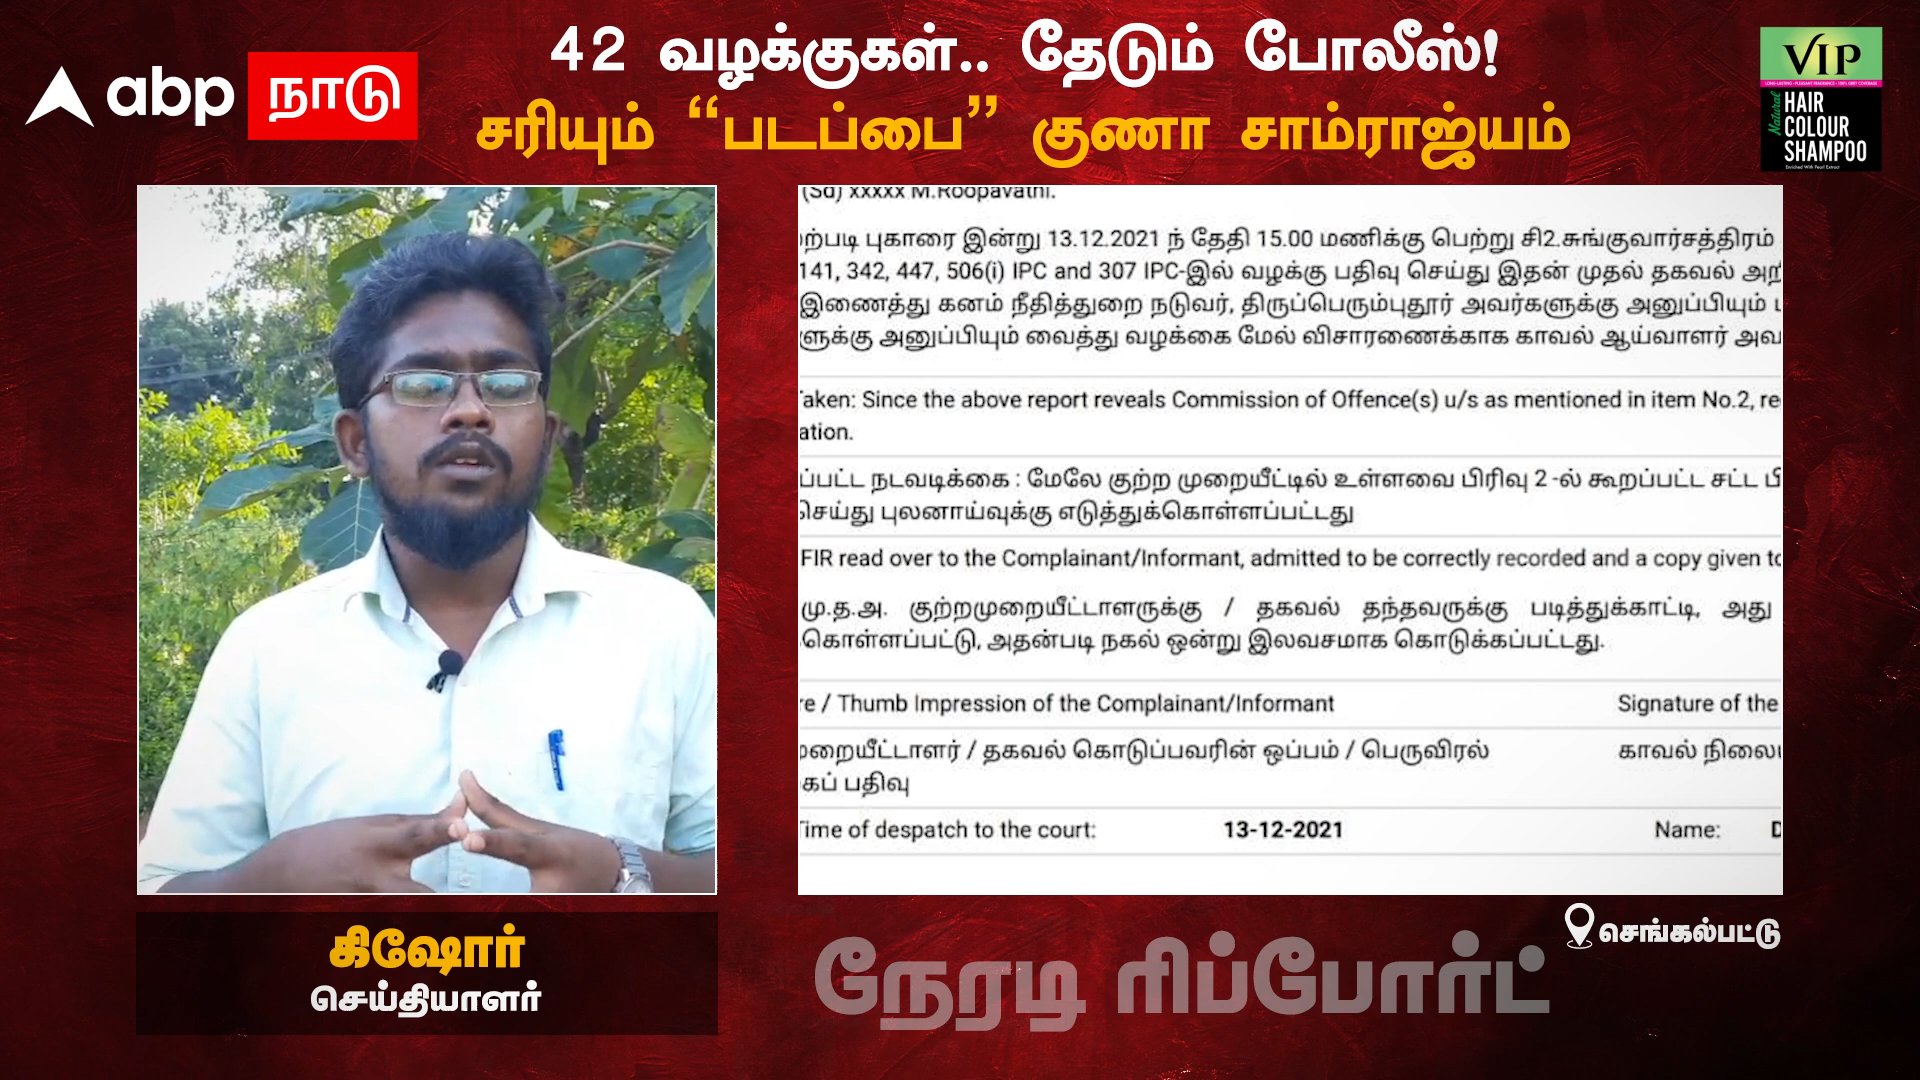 42 வழக்குகள்.. தேடும் போலீஸ்!
சரியும் “படப்பை” குணா சாம்ராஜ்யம்
abp நாடு
VIP
Natural
HAIR
COLOUR
SHAMPOO
(Sd) xxxxx M.Roopavathi.
ற்படி புகாரை இன்று 13.12.2021 ந் தேதி 15.00 மணிக்கு பெற்று சி2.சுங்குவார்சத்திரம்
141, 342, 447, 506(i) IPC and 307 IPC-இல் வழக்கு பதிவு செய்து இதன் முதல் தகவல் அறி
இணைத்து கனம் நீதித்துறை நடுவர், திருப்பெரும்புதூர் அவர்களுக்கு அனுப்பியும்
ளுக்கு அனுப்பியும் வைத்து வழக்கை மேல் விசாரணைக்காக காவல் ஆய்வாளர் அவ
aken: Since the above report reveals Commission of Offence(s) u/s as mentioned in item No.2, re
ation.
ப்பட்ட நடவடிக்கை : மேலே குற்ற முறையீட்டில் உள்ளவை பிரிவு 2 -ல் கூறப்பட்ட சட்ட பி
செய்து புலனாய்வுக்கு எடுத்துக்கொள்ளப்பட்டது
FIR read over to the Complainant/Informant, admitted to be correctly recorded and a copy given to
மு.த.அ. குற்றமுறையீட்டாளருக்கு / தகவல் தந்தவருக்கு படித்துக்காட்டி, அது
கொள்ளப்பட்டு, அதன்படி நகல் ஒன்று இலவசமாக கொடுக்கப்பட்டது.
re / Thumb Impression of the Complainant/Informant Signature of the
முறையீட்டாளர் / தகவல் கொடுப்பவரின் ஒப்பம் / பெருவிரல் காவல் நிலைய
கப் பதிவு
Time of despatch to the court: 13-12-2021 Name: D
கிஷோர்
செய்தியாளர்
செங்கல்பட்டு
நேரடி ரிப்போர்ட்